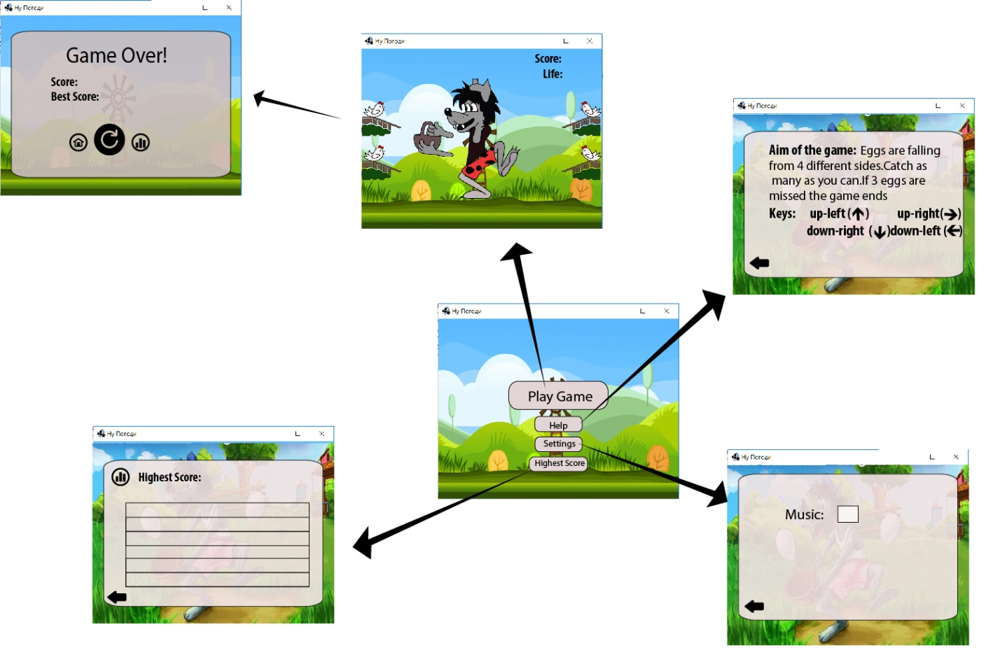 Ну Погоди
Game Over!
Score:
Best Score:
Ну Погоди
Score:
Life:
Ну Погоди
Aim of the game: Eggs are falling
from 4 different sides.Catch as
many as you can.If 3 eggs are
missed the game ends
Keys: up-left (↑) up-right(→)
down-right (↓)down-left (←)
Ну Погоди
Play Game
Help
Settings
Highest Score
Ну Погоди
Highest Score:
Ну Погоди
Music: